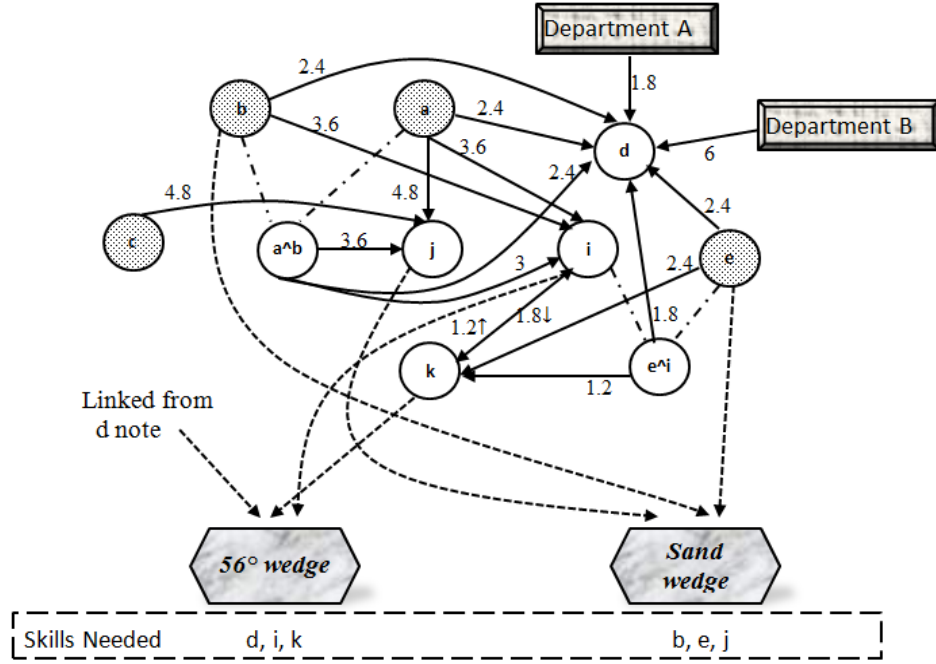 Department A
2.4
1.8
b
a
2.4
Department B
3.6
3.6
d
6
2.4
4.8
4.8
2.4
c
a^b
3.6
j
3
i
e
2.4
1.2↑
1.8↓
1.8
k
e^i
1.2
Linked from
d note
56° wedge
Sand
wedge
Skills Needed d, i, k b, e, j